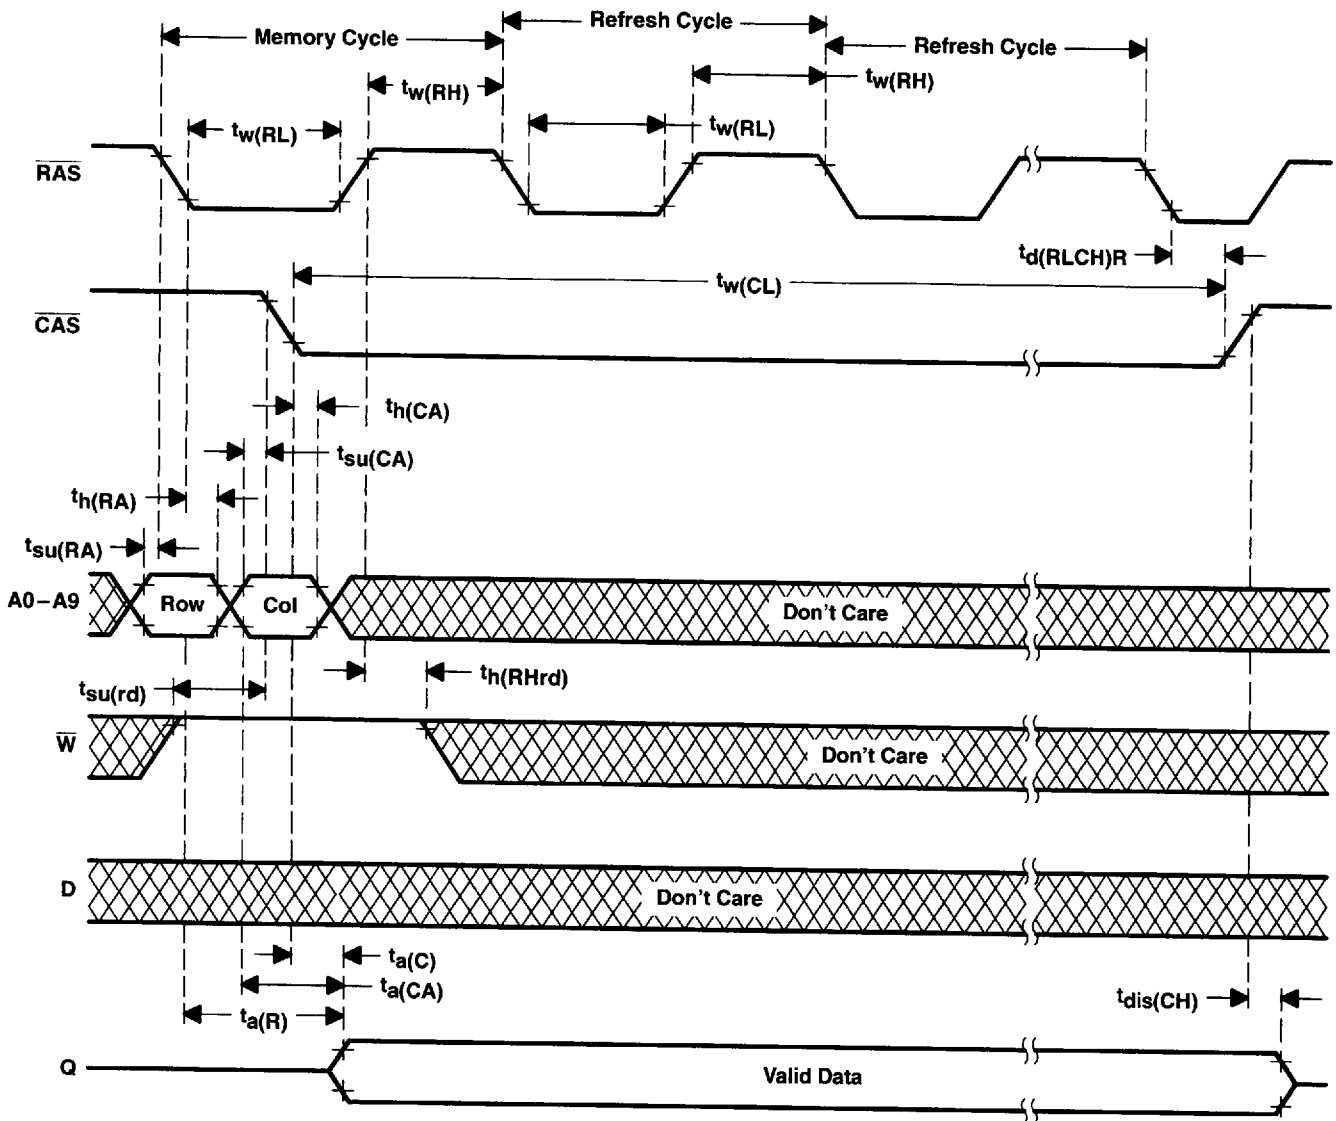 Memory Cycle
Refresh Cycle
Refresh Cycle
tw(RH)
tw(RH)
tw(RL)
tw(RL)
RAS
td(RLCH)R
tw(CL)
CAS
th(CA)
tsu(CA)
th(RA)
tsu(RA)
A0–A9
Row
Col
Don't Care
tsu(rd)
th(RHrd)
W
Don't Care
D
Don't Care
ta(C)
ta(CA)
ta(R)
tdis(CH)
Q
Valid Data